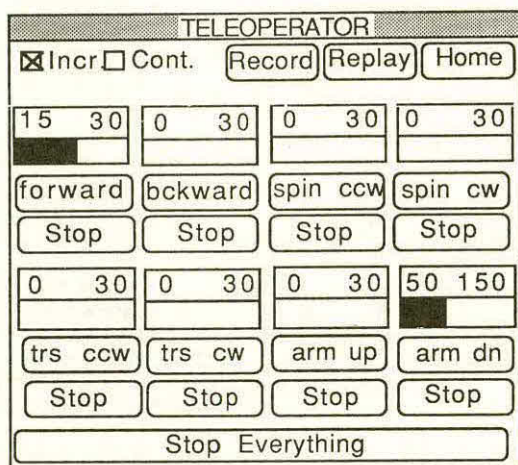 TELEOPERATOR
Incr. Cont. Record Replay Home
15 30 0 30 0 30 0 30
forward bckward spin ccw spin cw
Stop Stop Stop Stop
0 30 0 30 0 30 50 150
trs ccw trs cw arm up arm dn
Stop Stop Stop Stop
Stop Everything